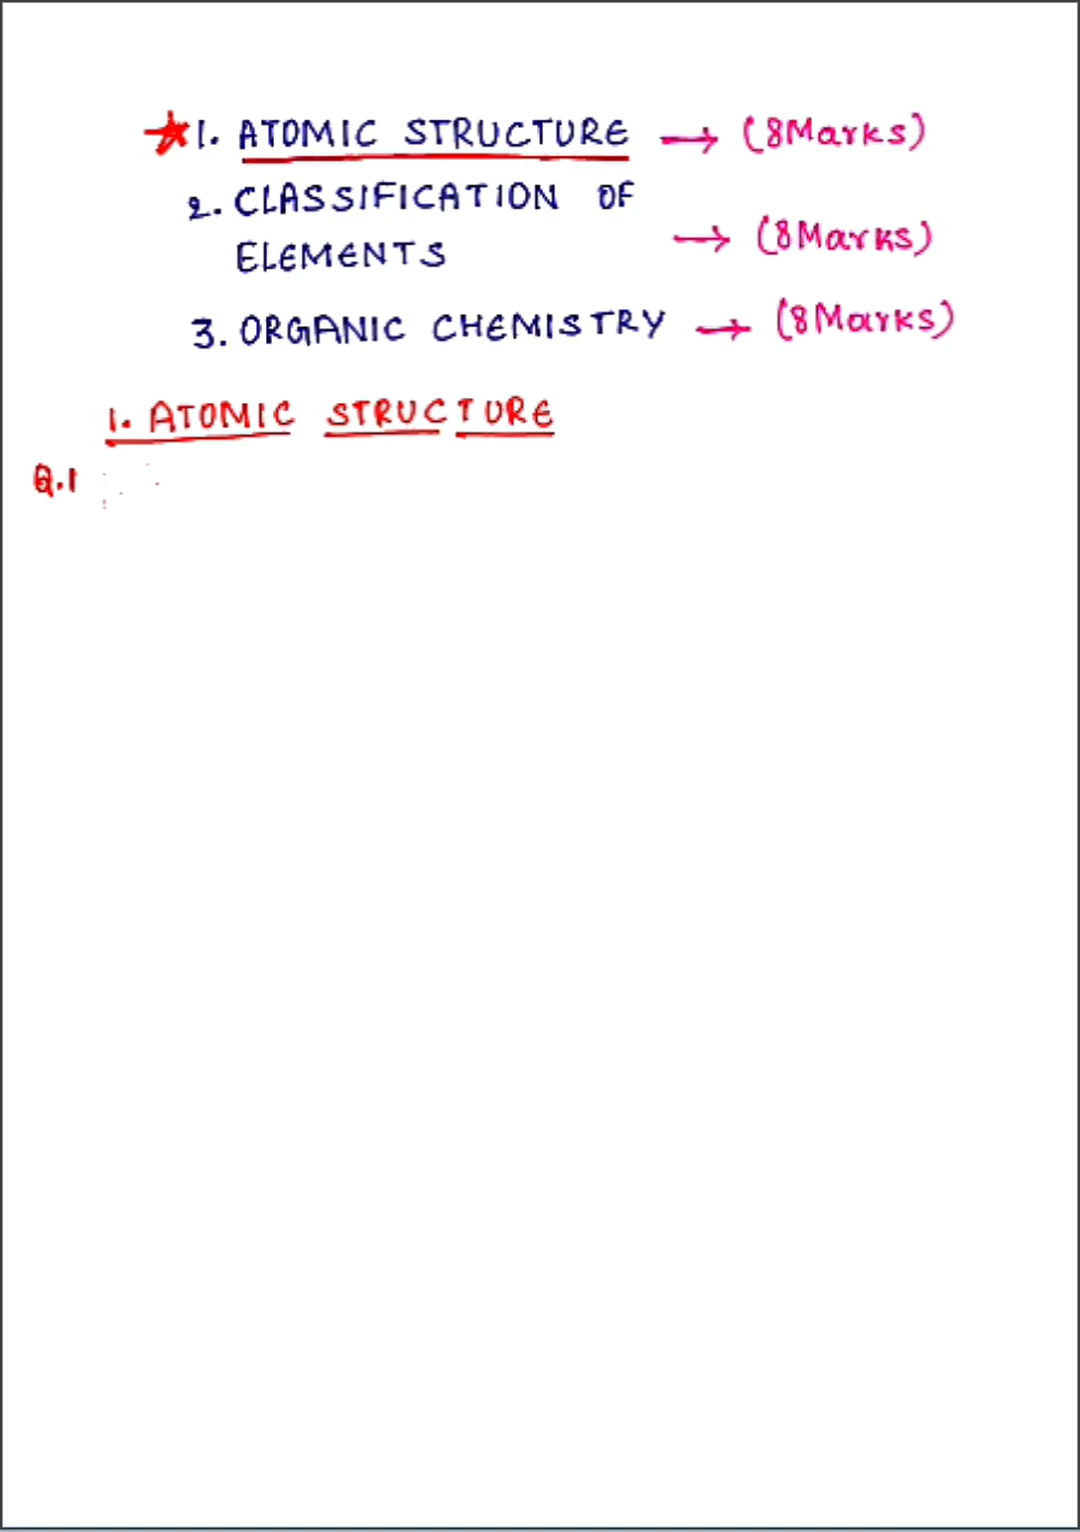 ★1. ATOMIC STRUCTURE → (8Marks)
2. CLASSIFICATION OF
ELEMENTS → (8Marks)
3. ORGANIC CHEMISTRY → (8Marks)
1. ATOMIC STRUCTURE
Q.1